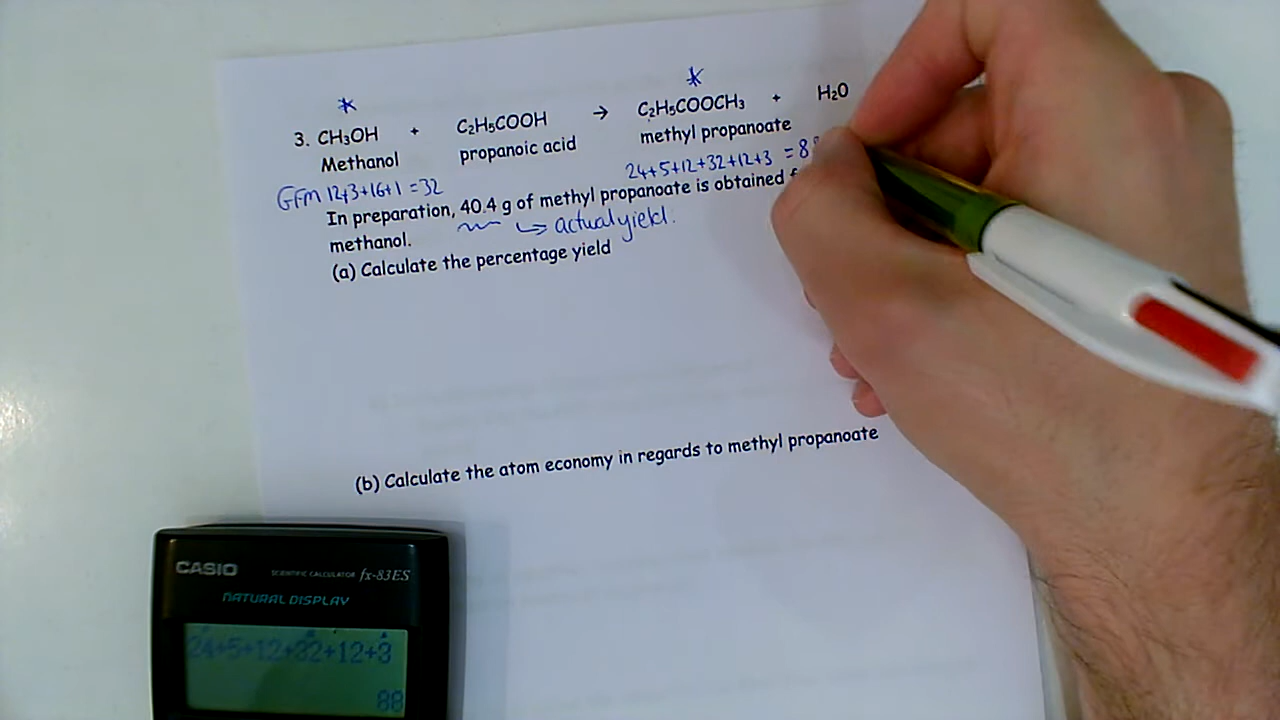 * *
3. CH₃OH + C₂H₅COOH → C₂H₅COOCH₃ + H₂O
Methanol propanoic acid methyl propanoate
GFM 12+3+16+1 =32 24+5+12+32+12+3 = 8
In preparation, 40.4 g of methyl propanoate is obtained
methanol. ↳ actual yield.
(a) Calculate the percentage yield
(b) Calculate the atom economy in regards to methyl propanoate
CASIO SCIENTIFIC CALCULATOR fx-83ES
NATURAL DISPLAY
24+5+12+32+12+3
88